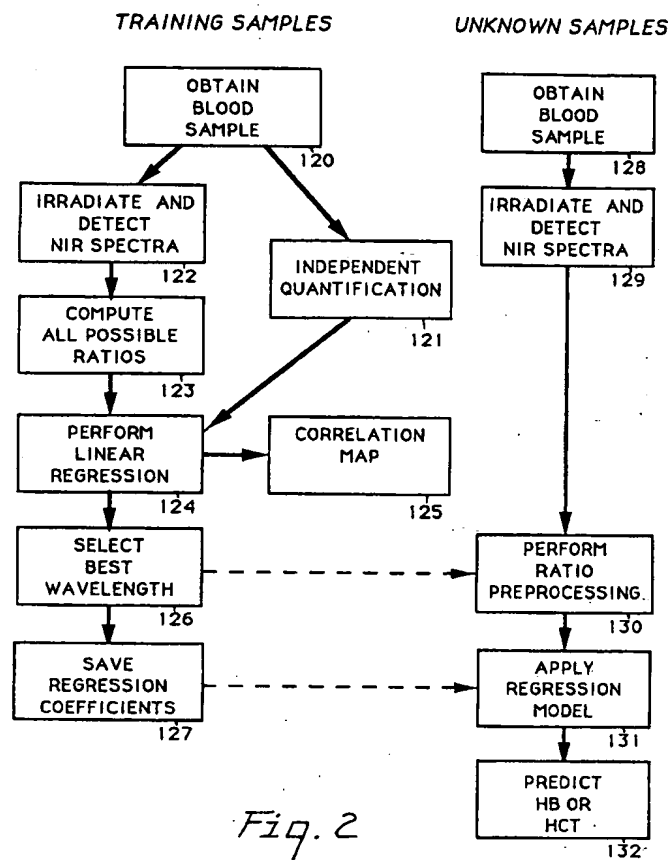 TRAINING SAMPLES
OBTAIN
BLOOD
SAMPLE
120
IRRADIATE AND
DETECT
NIR SPECTRA
122
INDEPENDENT
QUANTIFICATION
121
COMPUTE
ALL POSSIBLE
RATIOS
123
PERFORM
LINEAR
REGRESSION
124
CORRELATION
MAP
125
SELECT
BEST
WAVELENGTH
126
SAVE
REGRESSION
COEFFICIENTS
127
UNKNOWN SAMPLES
OBTAIN
BLOOD
SAMPLE
128
IRRADIATE AND
DETECT
NIR SPECTRA
129
PERFORM
RATIO
PREPROCESSING
130
APPLY
REGRESSION
MODEL
131
PREDICT
HB OR
HCT
132
Fig. 2